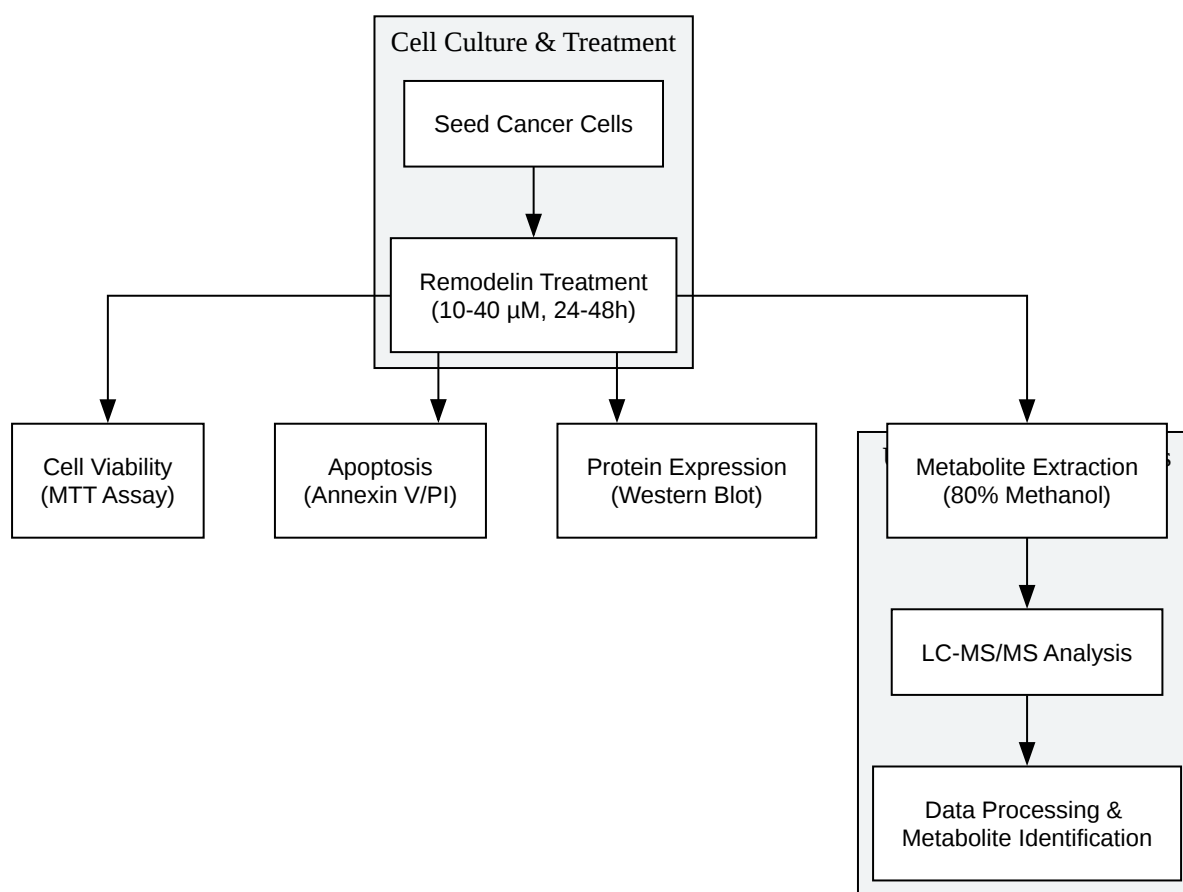 Cell Culture & Treatment
Seed Cancer Cells
Remodelin Treatment
(10-40 µM, 24-48h)
Cell Viability
(MTT Assay)
Apoptosis
(Annexin V/PI)
Protein Expression
(Western Blot)
Metabolite Extraction
(80% Methanol)
LC-MS/MS Analysis
Data Processing &
Metabolite Identification